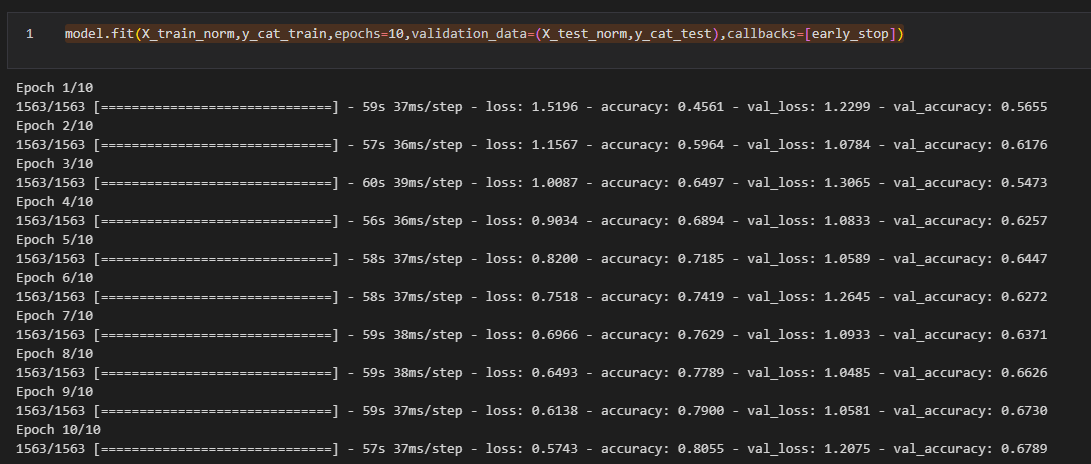 1 model.fit(X_train_norm,y_cat_train,epochs=10,validation_data=(X_test_norm,y_cat_test),callbacks=[early_stop])
Epoch 1/10
1563/1563 [==============================] - 59s 37ms/step - loss: 1.5196 - accuracy: 0.4561 - val_loss: 1.2299 - val_accuracy: 0.5655
Epoch 2/10
1563/1563 [==============================] - 57s 36ms/step - loss: 1.1567 - accuracy: 0.5964 - val_loss: 1.0784 - val_accuracy: 0.6176
Epoch 3/10
1563/1563 [==============================] - 60s 39ms/step - loss: 1.0087 - accuracy: 0.6497 - val_loss: 1.3065 - val_accuracy: 0.5473
Epoch 4/10
1563/1563 [==============================] - 56s 36ms/step - loss: 0.9034 - accuracy: 0.6894 - val_loss: 1.0833 - val_accuracy: 0.6257
Epoch 5/10
1563/1563 [==============================] - 58s 37ms/step - loss: 0.8200 - accuracy: 0.7185 - val_loss: 1.0589 - val_accuracy: 0.6447
Epoch 6/10
1563/1563 [==============================] - 58s 37ms/step - loss: 0.7518 - accuracy: 0.7419 - val_loss: 1.2645 - val_accuracy: 0.6272
Epoch 7/10
1563/1563 [==============================] - 59s 38ms/step - loss: 0.6966 - accuracy: 0.7629 - val_loss: 1.0933 - val_accuracy: 0.6371
Epoch 8/10
1563/1563 [==============================] - 59s 38ms/step - loss: 0.6493 - accuracy: 0.7789 - val_loss: 1.0485 - val_accuracy: 0.6626
Epoch 9/10
1563/1563 [==============================] - 59s 37ms/step - loss: 0.6138 - accuracy: 0.7900 - val_loss: 1.0581 - val_accuracy: 0.6730
Epoch 10/10
1563/1563 [==============================] - 57s 37ms/step - loss: 0.5743 - accuracy: 0.8055 - val_loss: 1.2075 - val_accuracy: 0.6789